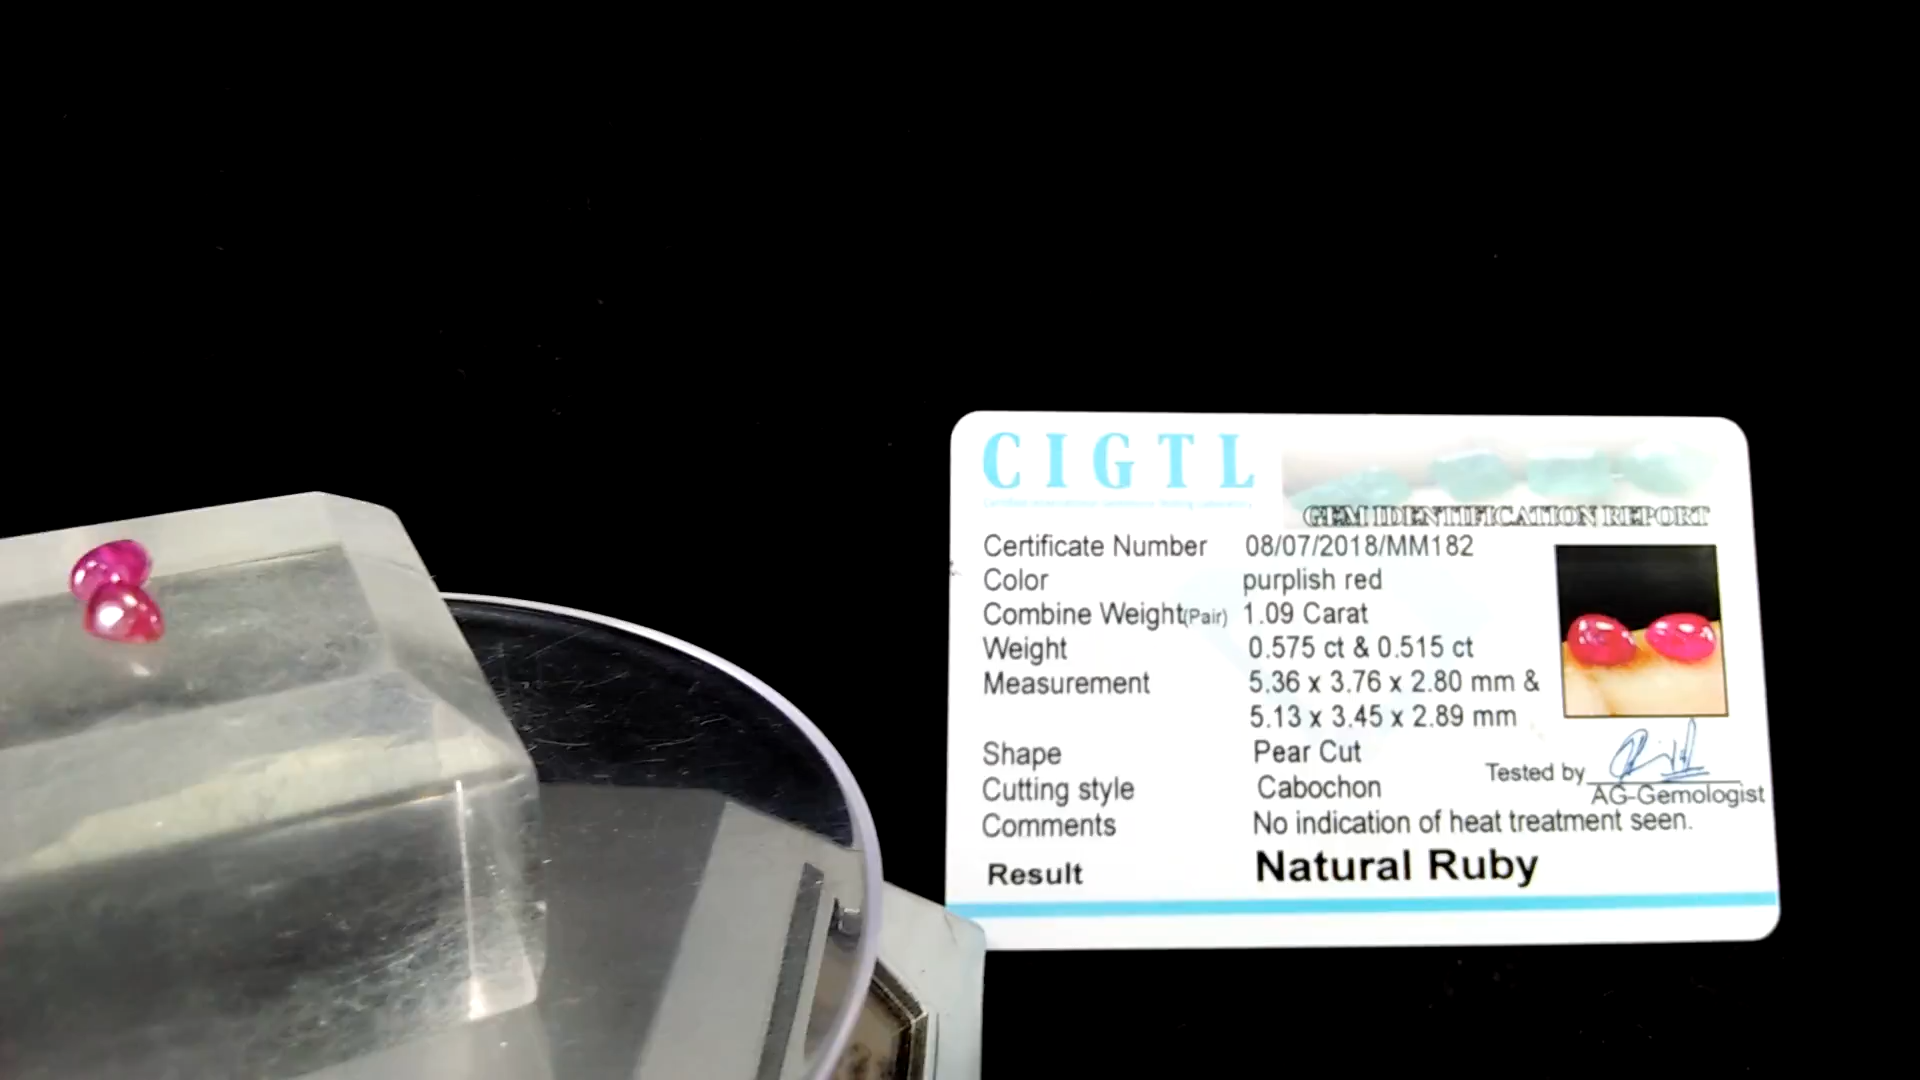 CIGTL
GEM IDENTIFICATION REPORT
Certificate Number 08/07/2018/MM182
Color purplish red
Combine Weight(Pair) 1.09 Carat
Weight 0.575 ct & 0.515 ct
Measurement 5.36 x 3.76 x 2.80 mm &
5.13 x 3.45 x 2.89 mm
Shape Pear Cut
Tested by
Cutting style Cabochon
AG-Gemologist
Comments No indication of heat treatment seen.
Result Natural Ruby